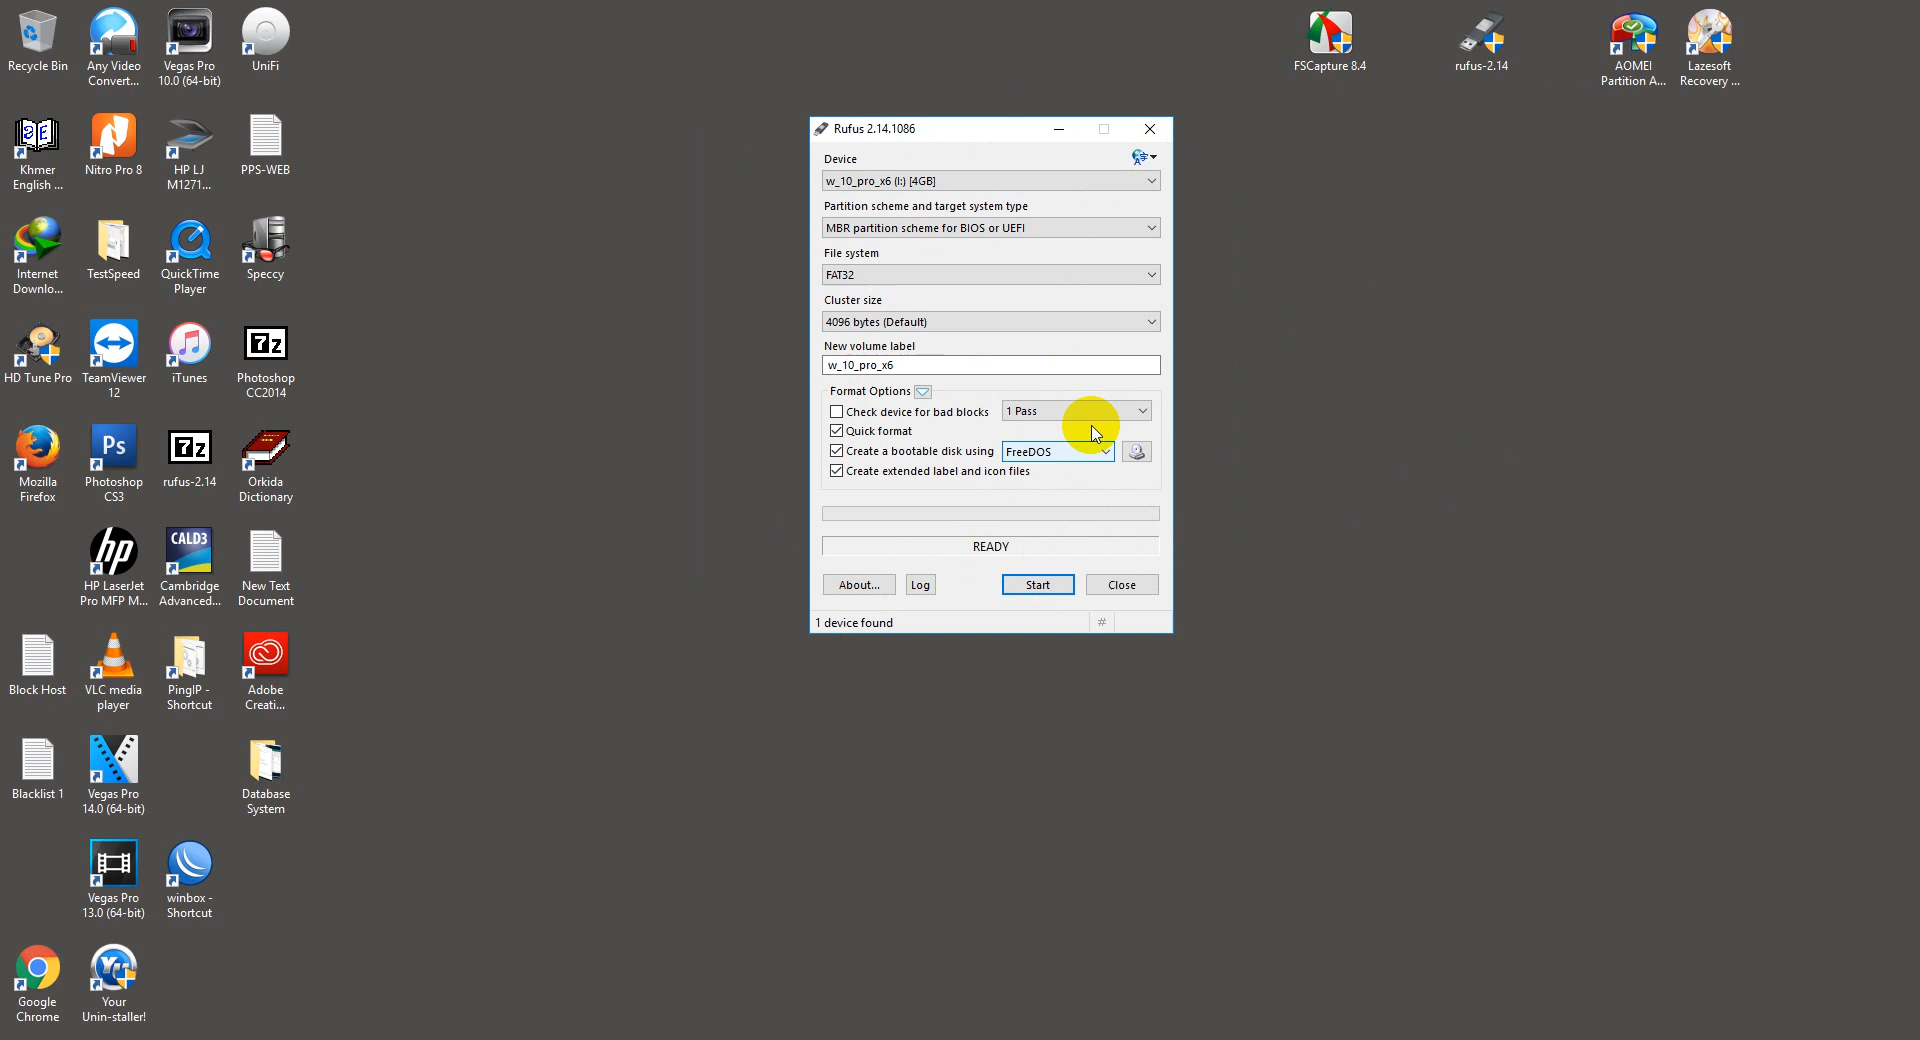 Recycle Bin
Any Video
Convert...
Vegas Pro
10.0 (64-bit)
UniFi
FSCapture 8.4
rufus-2.14
AOMEI
Partition A...
Lazesoft
Recovery ...
Khmer
English ...
Nitro Pro 8
HP LJ
M1271...
PPS-WEB
Internet
Downlo...
TestSpeed
QuickTime
Player
Speccy
HD Tune Pro
TeamViewer
12
iTunes
7z
Photoshop
CC2014
Mozilla
Firefox
Ps
Photoshop
CS3
7z
rufus-2.14
Orkida
Dictionary
hp
HP LaserJet
Pro MFP M...
CALD3
Cambridge
Advanced...
New Text
Document
Block Host
VLC media
player
PingIP -
Shortcut
Adobe
Creati...
Blacklist 1
Vegas Pro
14.0 (64-bit)
Database
System
Vegas Pro
13.0 (64-bit)
winbox -
Shortcut
Google
Chrome
Your
Unin-staller!
Rufus 2.14.1086
Device
w_10_pro_x6 (I:) [4GB]
Partition scheme and target system type
MBR partition scheme for BIOS or UEFI
File system
FAT32
Cluster size
4096 bytes (Default)
New volume label
w_10_pro_x6
Format Options
Check device for bad blocks
1 Pass
Quick format
Create a bootable disk using
FreeDOS
Create extended label and icon files
READY
About...
Log
Start
Close
1 device found
#